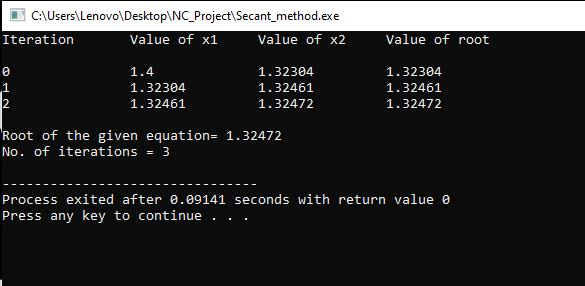 C:\Users\Lenovo\Desktop\NC_Project\Secant_method.exe
Iteration Value of x1 Value of x2 Value of root
0 1.4 1.32304 1.32304
1 1.32304 1.32461 1.32461
2 1.32461 1.32472 1.32472
Root of the given equation= 1.32472
No. of iterations = 3
--------------------------------
Process exited after 0.09141 seconds with return value 0
Press any key to continue . . .